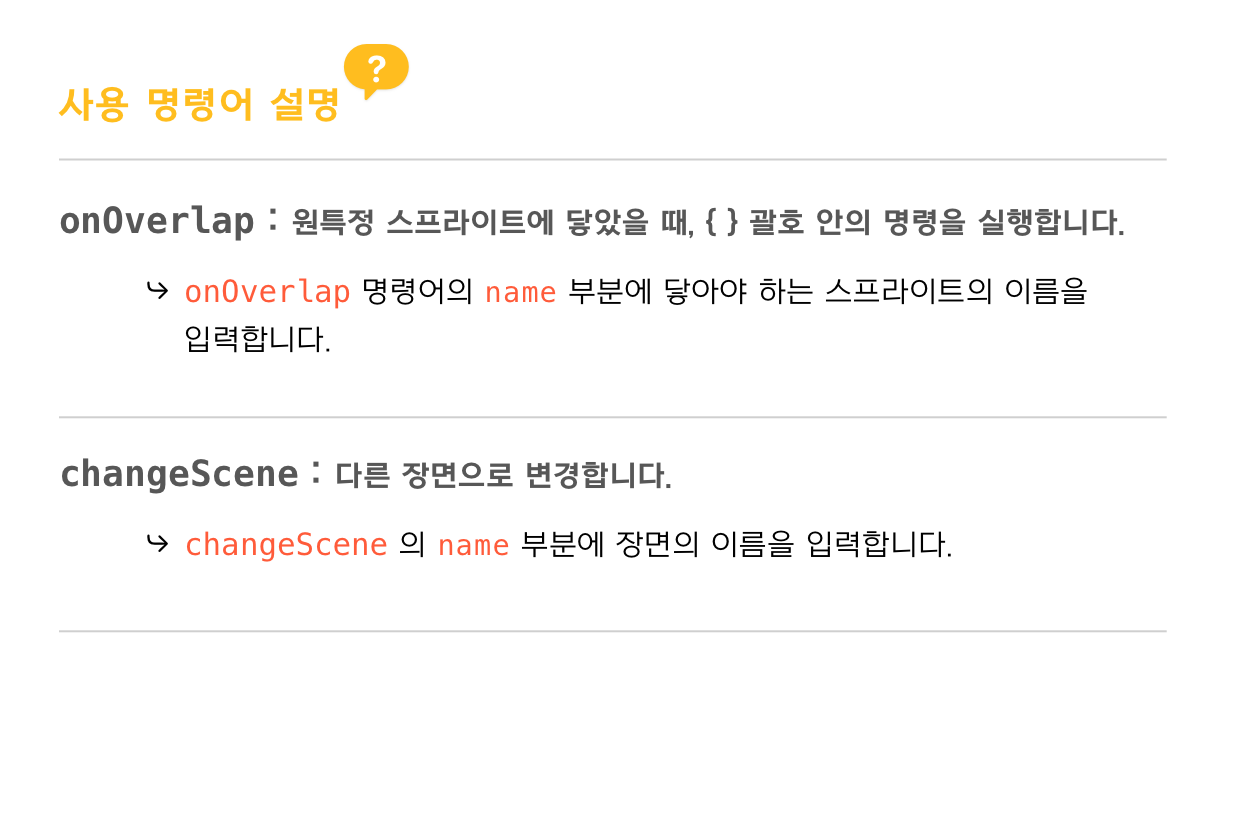 사용 명령어 설명 ?
onOverlap : 원특정 스프라이트에 닿았을 때, { } 괄호 안의 명령을 실행합니다.
↪ onOverlap 명령어의 name 부분에 닿아야 하는 스프라이트의 이름을
입력합니다.
changeScene : 다른 장면으로 변경합니다.
↪ changeScene 의 name 부분에 장면의 이름을 입력합니다.